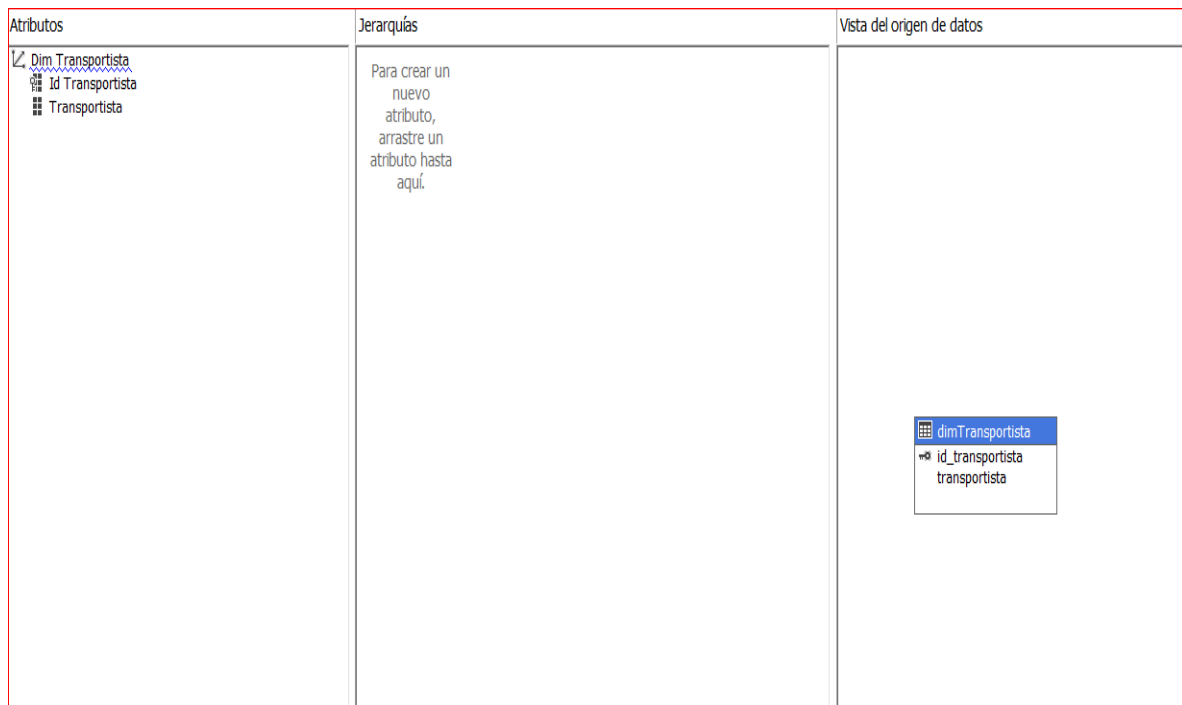 Atributos
Dim Transportista
Id Transportista
Transportista
Jerarquías
Para crear un
nuevo
atributo,
arrastre un
atributo hasta
aquí.
Vista del origen de datos
dimTransportista
id_transportista
transportista